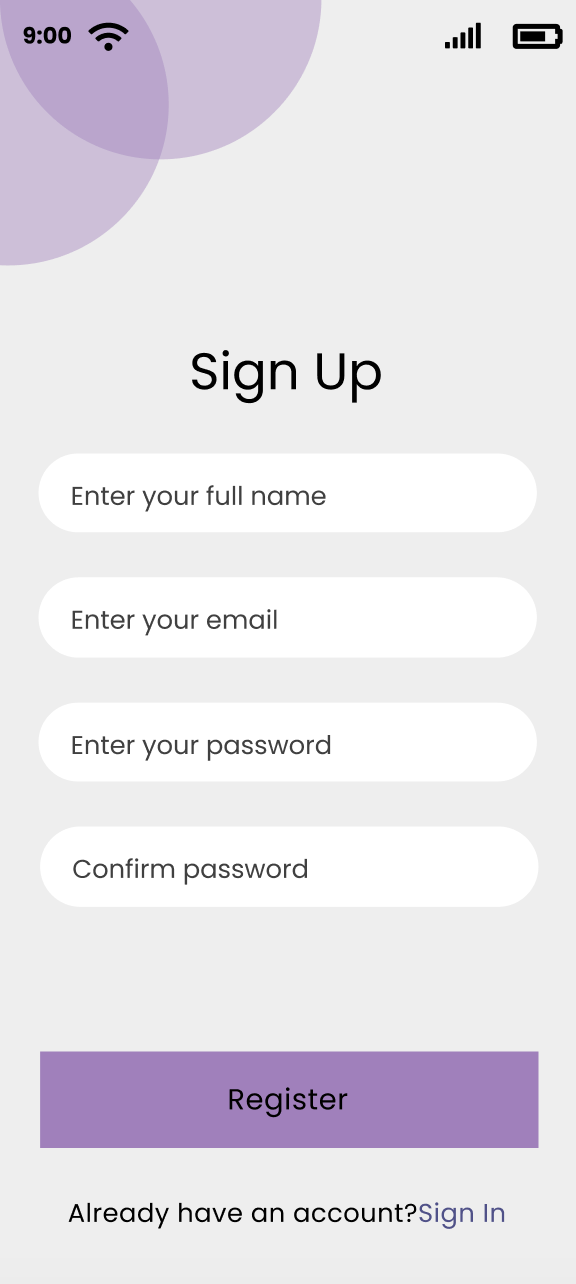 9:00
Sign Up
Enter your full name
Enter your email
Enter your password
Confirm password
Register
Already have an account?Sign In